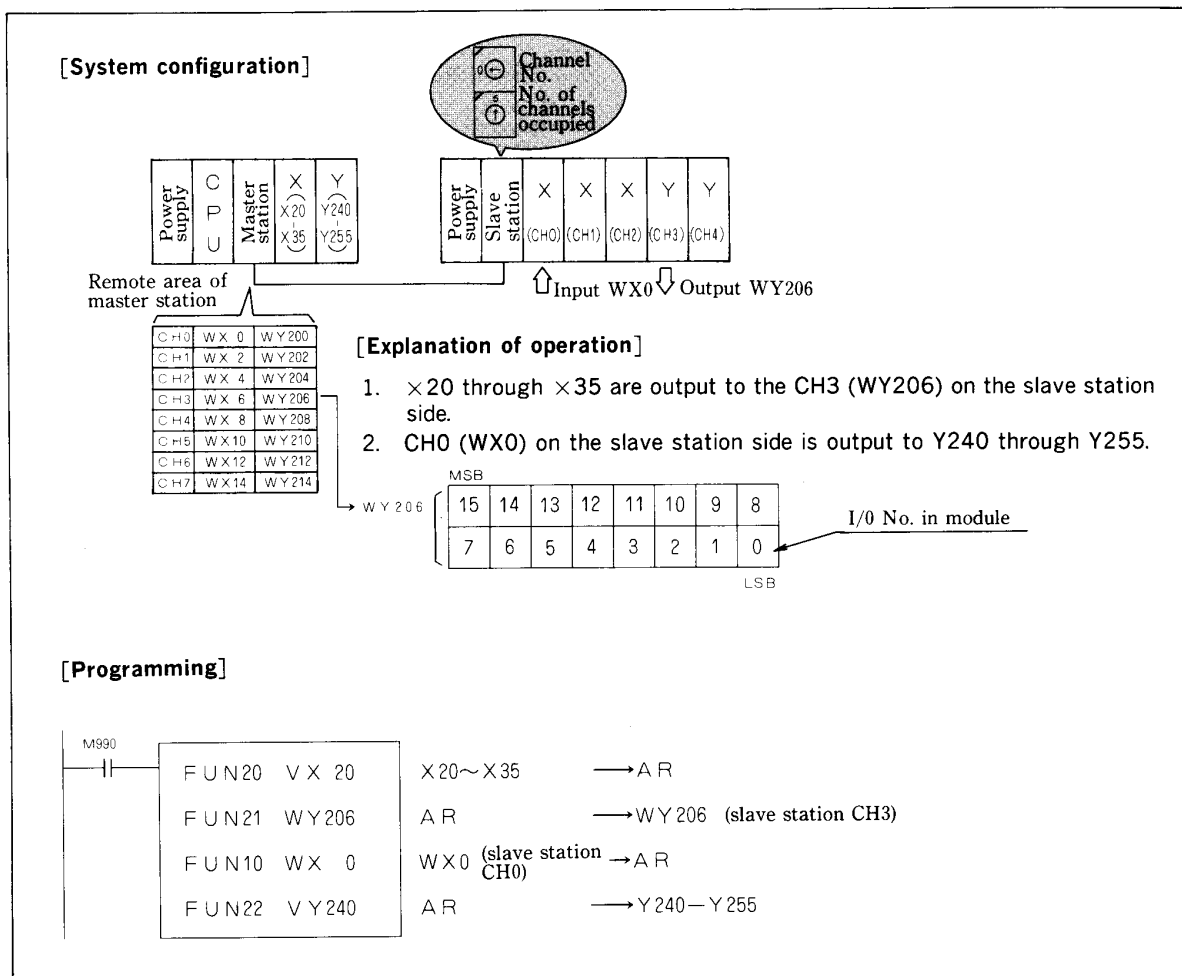 [System configuration]
0
Channel No.
6
No. of channels occupied
Power supply
CPU
Master station
X (X20-X35)
Y (Y240-Y255)
Power supply
Slave station
X (CH0)
X (CH1)
X (CH2)
Y (CH3)
Y (CH4)
Input WX0
Output WY206
Remote area of
master station
CH0 WX 0 WY200
CH1 WX 2 WY202
CH2 WX 4 WY204
CH3 WX 6 WY206
CH4 WX 8 WY208
CH5 WX10 WY210
CH6 WX12 WY212
CH7 WX14 WY214
[Explanation of operation]
1. ×20 through ×35 are output to the CH3 (WY206) on the slave station
side.
2. CH0 (WX0) on the slave station side is output to Y240 through Y255.
MSB
→ WY206
15 14 13 12 11 10 9 8
7 6 5 4 3 2 1 0
I/0 No. in module
LSB
[Programming]
M990
FUN20 VX 20 X20~X35 →AR
FUN21 WY206 AR →WY206 (slave station CH3)
FUN10 WX 0 WX0 (slave station CH0) →AR
FUN22 VY240 AR →Y240-Y255